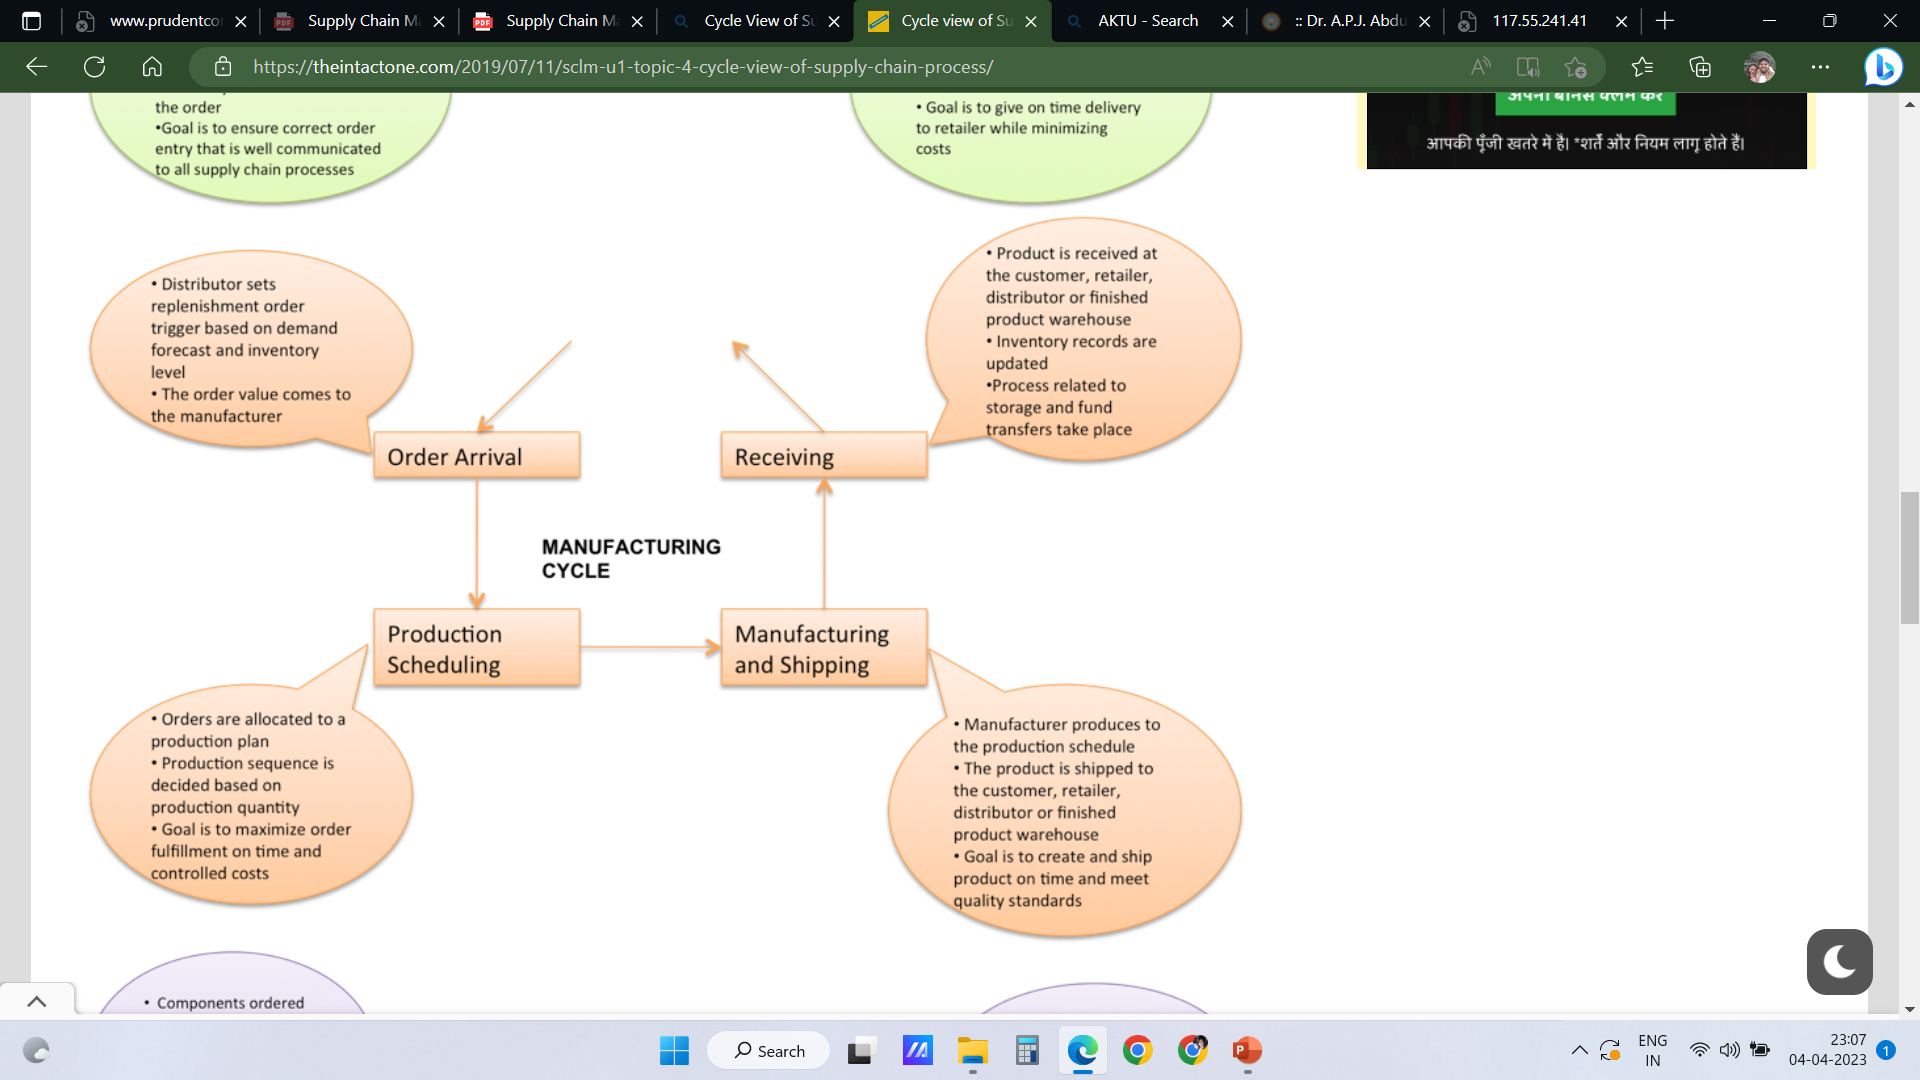 www.prudentco
Supply Chain Ma
Supply Chain Ma
Cycle View of Su
Cycle view of Su
AKTU - Search
:: Dr. A.P.J. Abdu
117.55.241.41
https://theintactone.com/2019/07/11/sclm-u1-topic-4-cycle-view-of-supply-chain-process/
the order
•Goal is to ensure correct order
entry that is well communicated
to all supply chain processes
• Goal is to give on time delivery
to retailer while minimizing
costs
अपना बोनस क्लेम करें
आपकी पूँजी खतरे में है। *शर्तें और नियम लागू होते हैं।
• Distributor sets
replenishment order
trigger based on demand
forecast and inventory
level
• The order value comes to
the manufacturer
• Product is received at
the customer, retailer,
distributor or finished
product warehouse
• Inventory records are
updated
•Process related to
storage and fund
transfers take place
Order Arrival
Receiving
MANUFACTURING
CYCLE
Production
Scheduling
Manufacturing
and Shipping
• Orders are allocated to a
production plan
• Production sequence is
decided based on
production quantity
• Goal is to maximize order
fulfillment on time and
controlled costs
• Manufacturer produces to
the production schedule
• The product is shipped to
the customer, retailer,
distributor or finished
product warehouse
• Goal is to create and ship
product on time and meet
quality standards
• Components ordered
Search
ENG
IN
23:07
04-04-2023
1